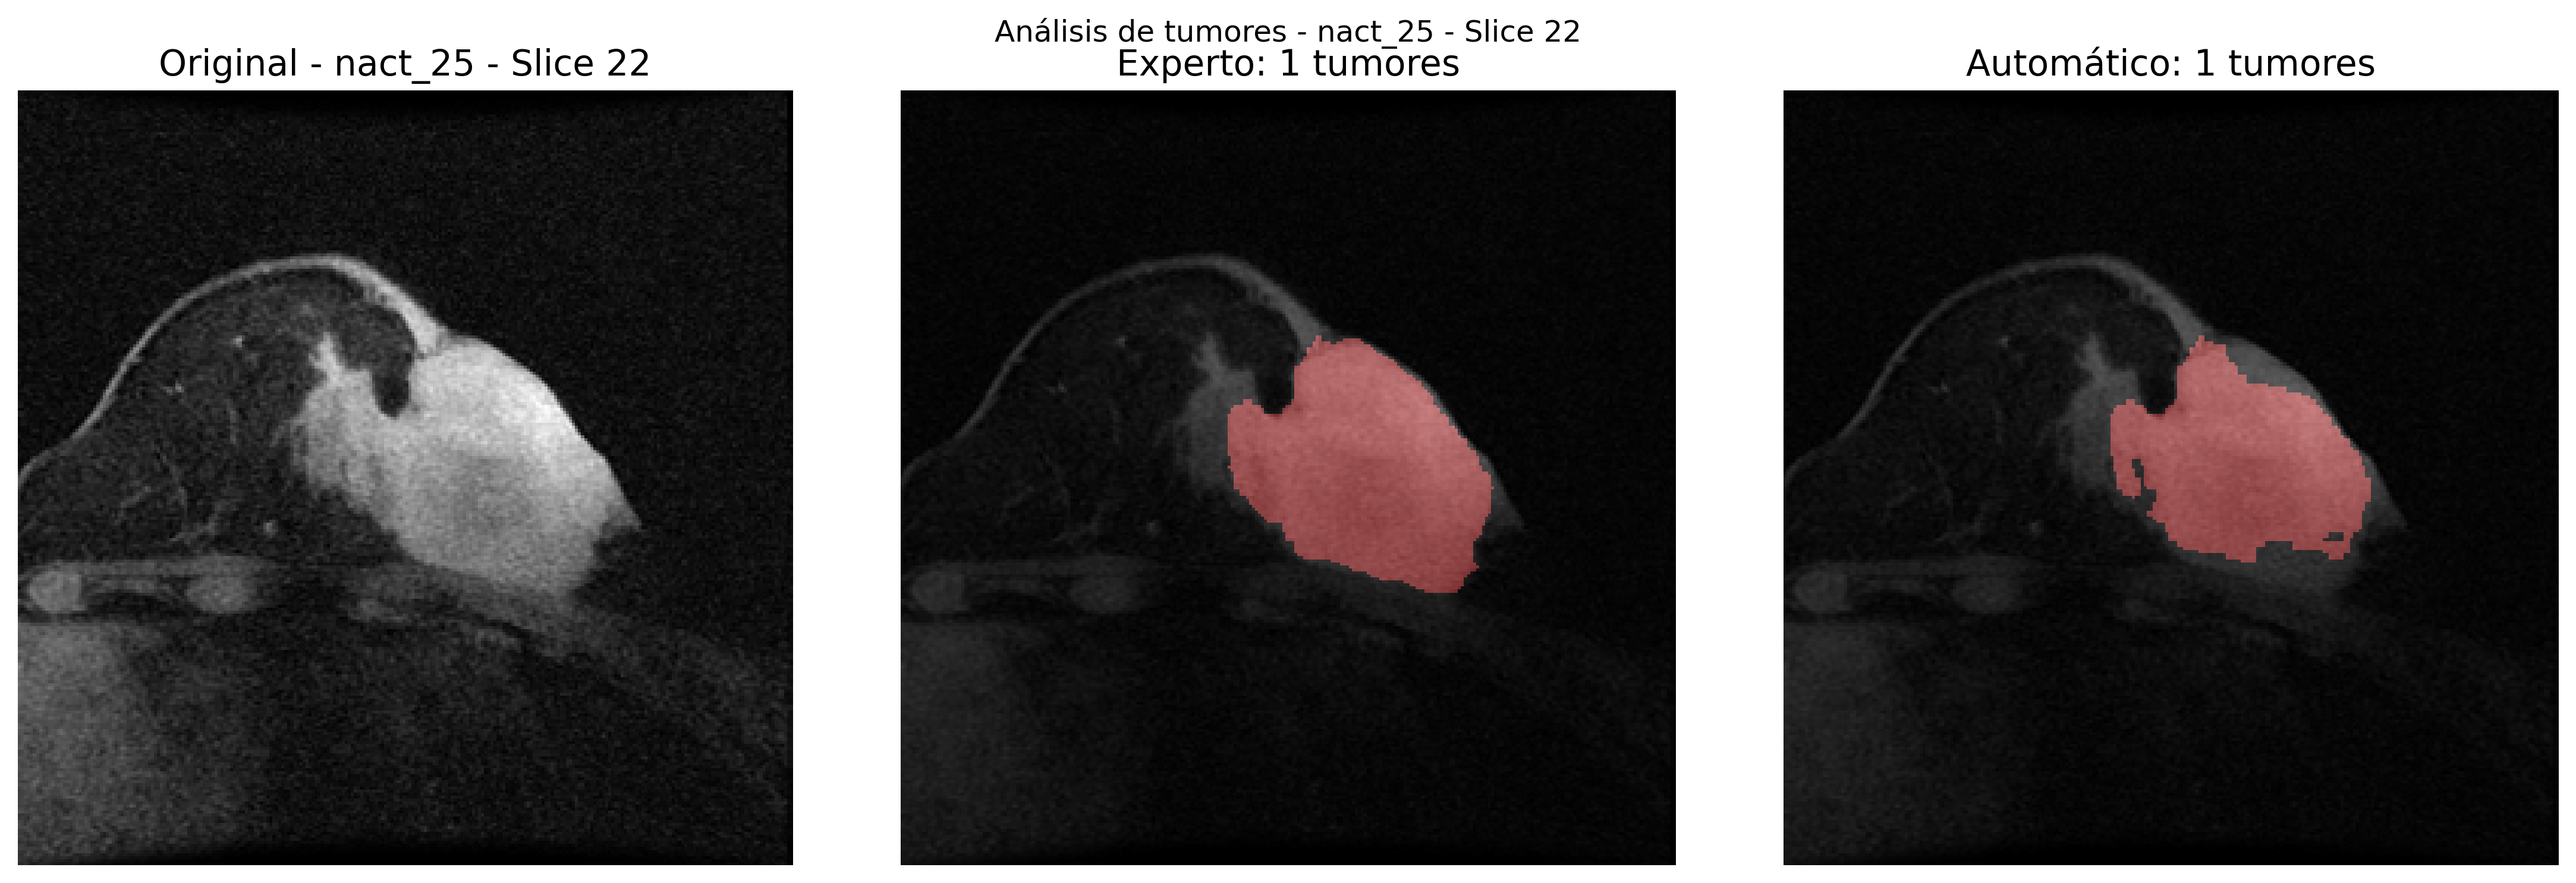 Análisis de tumores - nact_25 - Slice 22
Original - nact_25 - Slice 22
Experto: 1 tumores
Automático: 1 tumores